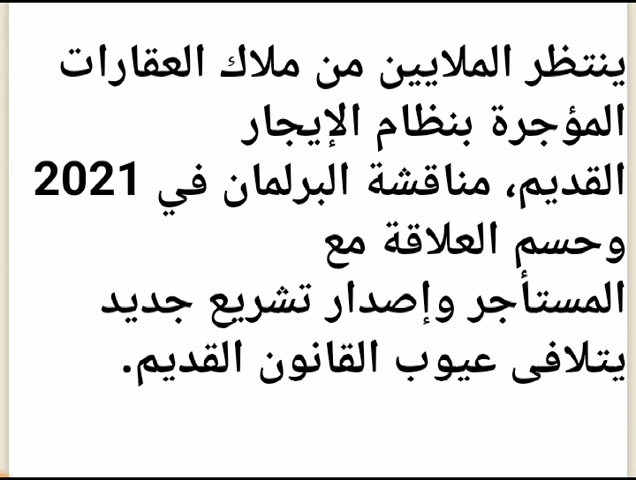 ينتظر الملايين من ملاك العقارات
المؤجرة بنظام الإيجار
القديم، مناقشة البرلمان في 2021
وحسم العلاقة مع
المستأجر وإصدار تشريع جديد
يتلافى عيوب القانون القديم.